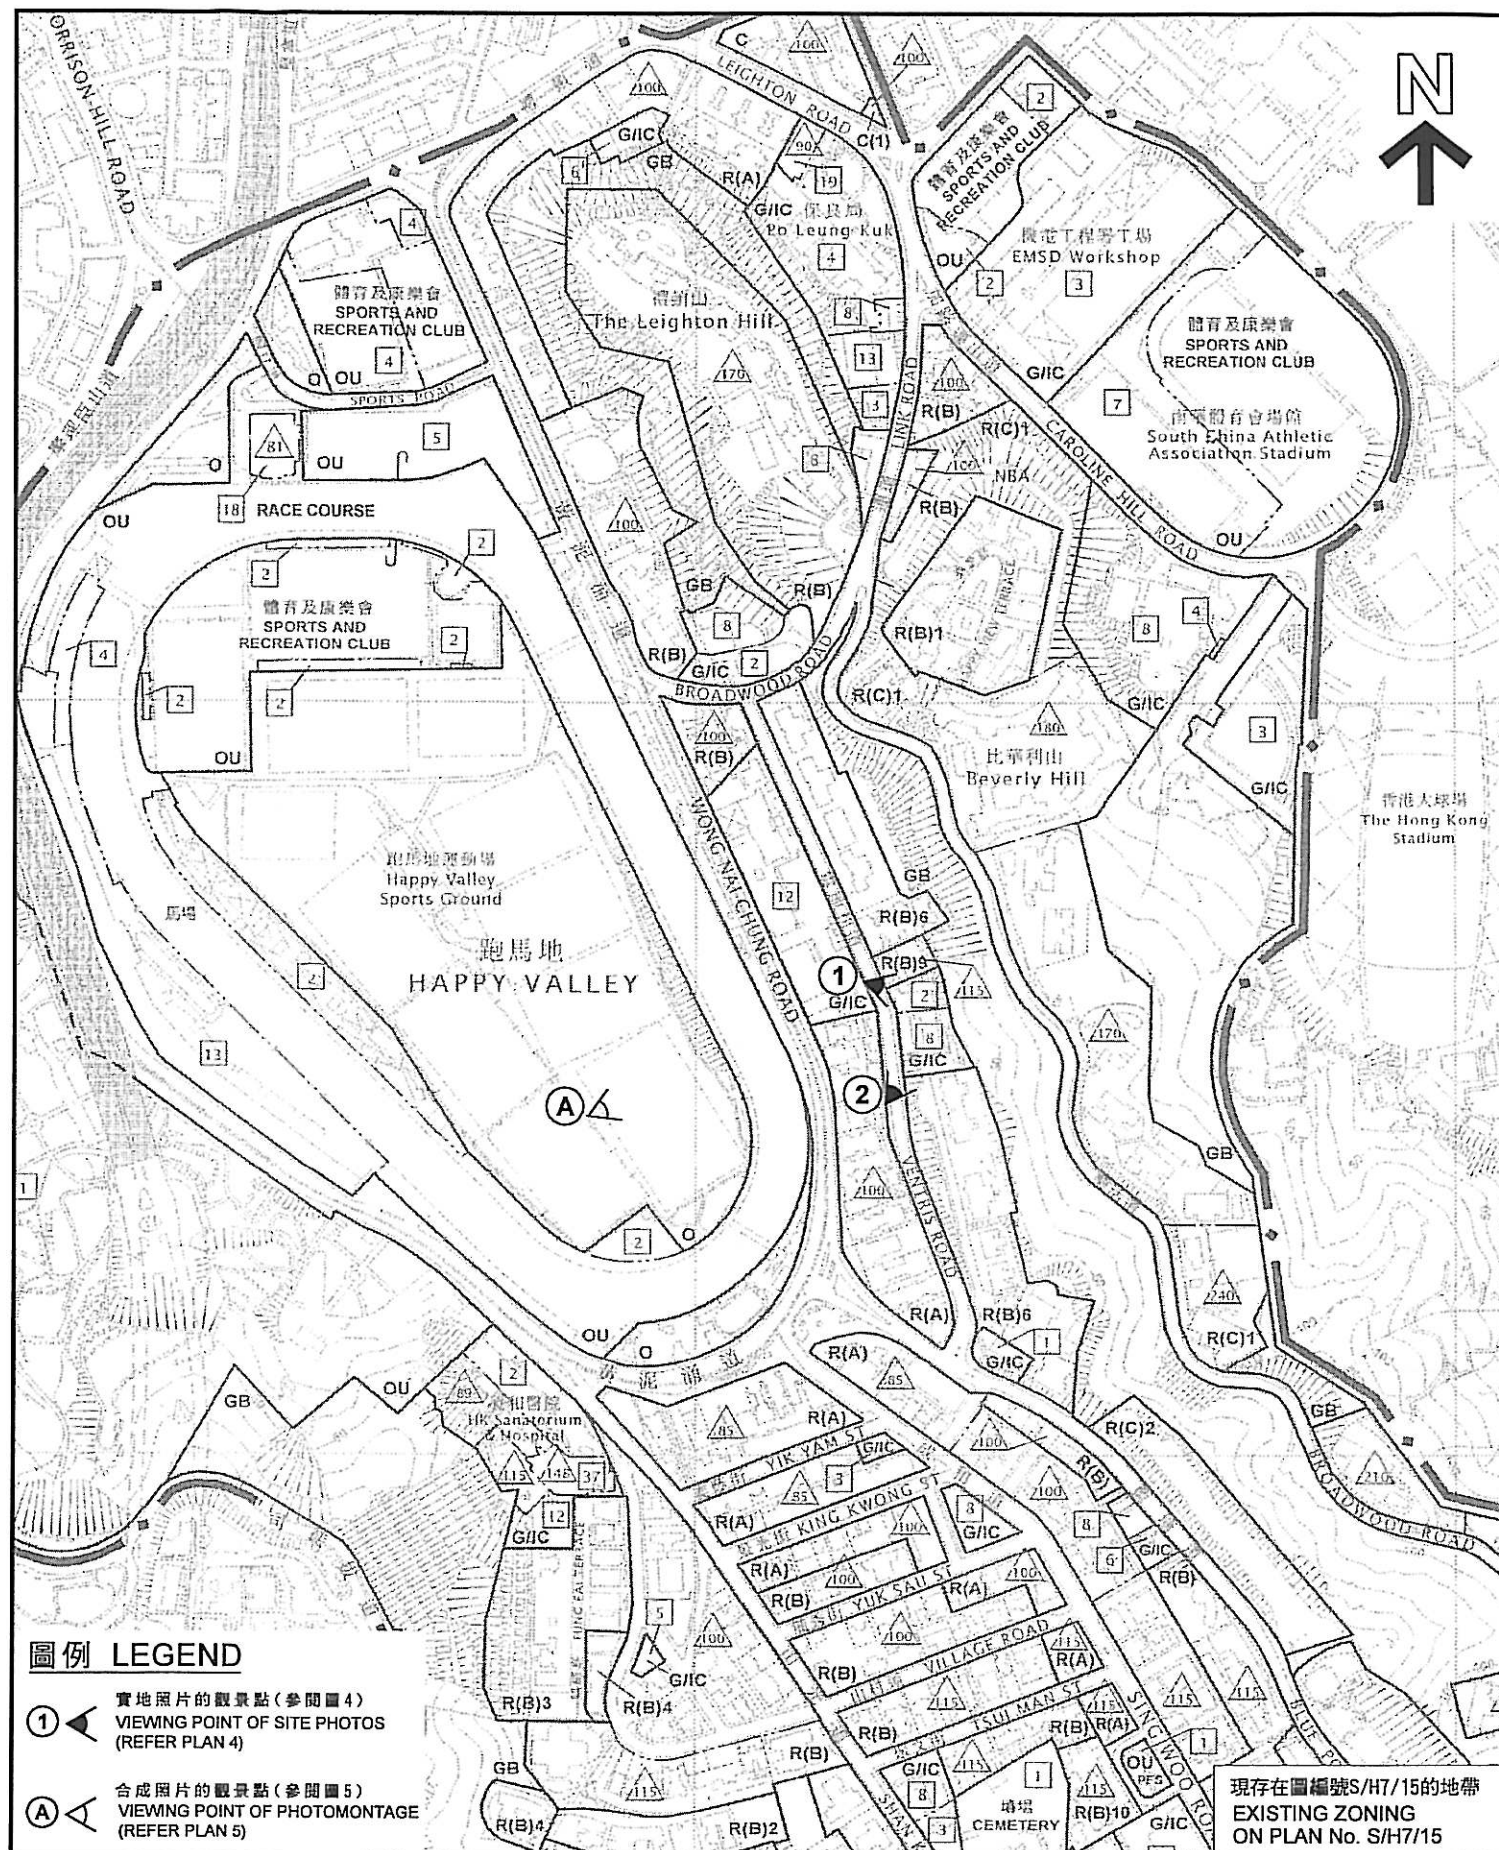 ORRISON HILL ROAD
C
100
100
LEIGHTON ROAD
C(1)
100
G/IC
6
GB
R(A)
90
19
G/IC
保良局
Po Leung Kuk
4
2
體育及康樂會
SPORTS AND
RECREATION CLUB
OU
2
機電工程署工場
EMSD Workshop
3
N
4
體育及康樂會
SPORTS AND
RECREATION CLUB
4
O
OU
SPORTS ROAD
禮頓山
The Leighton Hill
170
8
13
3
8
LINK ROAD
100
R(B)
R(C)1
100
NBA
R(B)
G/IC
7
體育及康樂會
SPORTS AND
RECREATION CLUB
南華體育會場館
South China Athletic
Association Stadium
CAROLINE HILL ROAD
OU
81
O
OU
5
18
RACE COURSE
OU
2
2
體育及康樂會
SPORTS AND
RECREATION CLUB
2
4
2
2
OU
100
GB
R(B)
8
R(B)
G/IC
2
BROADWOOD ROAD
R(B)1
R(C)1
8
4
G/IC
3
G/IC
180
比華利山
Beverly Hill
香港大球場
The Hong Kong
Stadium
100
R(B)
WONG NAI CHUNG ROAD
跑馬地運動場
Happy Valley
Sports Ground
馬場
跑馬地
HAPPY VALLEY
2
13
12
GB
R(B)6
R(B)9
115
1
G/IC
2
8
G/IC
170
A
2
GB
100
VENTRIS ROAD
1
2
O
240
R(C)1
R(A)
R(B)6
1
G/IC
OU
O
R(A)
85
GB
OU
2
89
養和醫院
HK Sanatorium
& Hospital
115
148
37
12
G/IC
FUNG FAI TERRACE
R(A)
85
YIK YAM ST
G/IC
3
85
R(A)
KING KWONG ST
100
8
G/IC
100
R(B)
R(C)2
GB
210
BROADWOOD ROAD
100
8
6
G/IC
R(B)
R(A)
100
R(B)
YUK SAU ST
R(A)
100
100
5
100
G/IC
R(B)3
R(B)4
R(B)
VILLAGE ROAD
115
R(A)
115
R(B)
TSUI MAN ST
R(B)
115
R(A)
SING WOO ROAD
115
115
1
GB
115
R(B)
R(B)4
R(B)2
G/IC
8
3
115
1
墳場
CEMETERY
115
R(B)10
OU
PFS
G/IC
圖例 LEGEND
1
實地照片的觀景點(參閱圖4)
VIEWING POINT OF SITE PHOTOS
(REFER PLAN 4)
A
合成照片的觀景點(參閱圖5)
VIEWING POINT OF PHOTOMONTAGE
(REFER PLAN 5)
現存在圖編號S/H7/15的地帶
EXISTING ZONING
ON PLAN No. S/H7/15